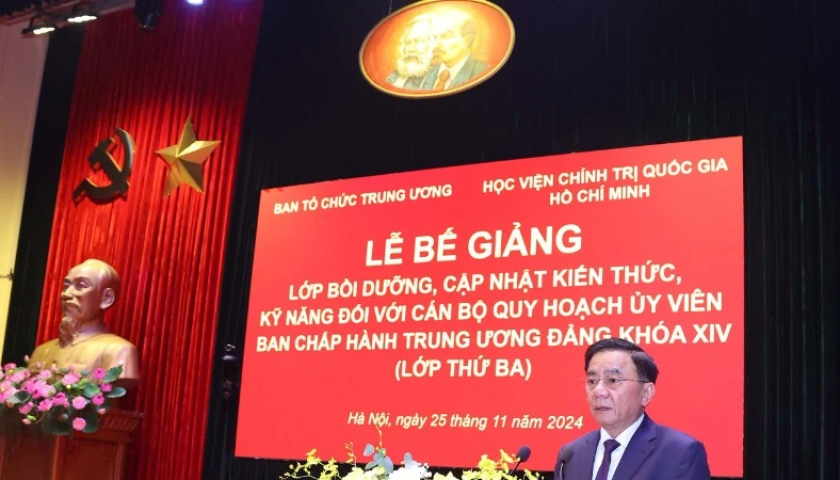 BAN TỔ CHỨC TRUNG ƯƠNG
HỌC VIỆN CHÍNH TRỊ QUỐC GIA
HỒ CHÍ MINH
LỄ BẾ GIẢNG
LỚP BỒI DƯỠNG, CẬP NHẬT KIẾN THỨC,
KỸ NĂNG ĐỐI VỚI CÁN BỘ QUY HOẠCH ỦY VIÊN
BAN CHẤP HÀNH TRUNG ƯƠNG ĐẢNG KHÓA XIV
(LỚP THỨ BA)
Hà Nội, ngày 25 tháng 11 năm 2024